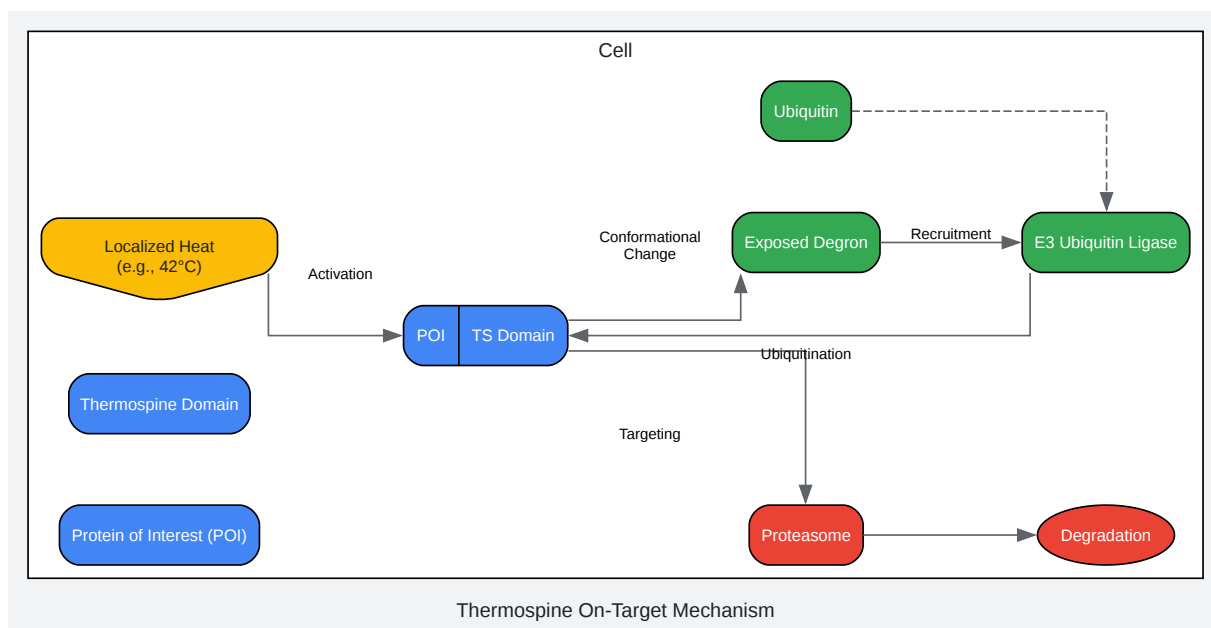 Cell
Ubiquitin
Localized Heat
(e.g., 42°C)
Activation
Conformational
Change
Exposed Degron
Recruitment
E3 Ubiquitin Ligase
POI
TS Domain
Ubiquitination
Thermospine Domain
Targeting
Protein of Interest (POI)
Proteasome
Degradation
Thermospine On-Target Mechanism